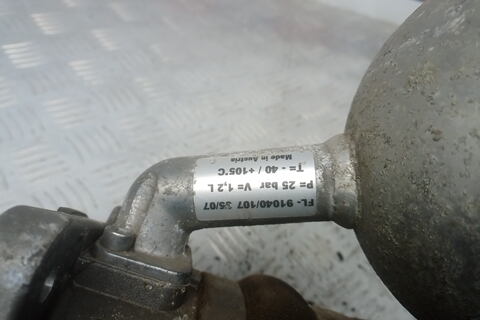 FL- 91040/107 35/07
P= 25 bar V= 1,2 L
T= - 40 / +105°C
Made in Austria